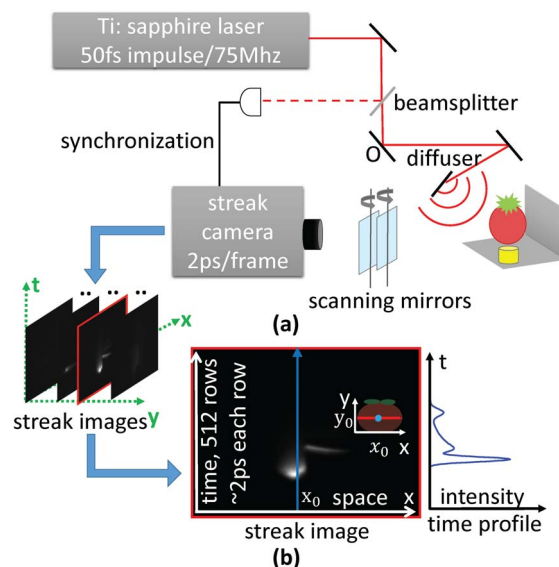 Ti: sapphire laser
50fs impulse/75Mhz
beamsplitter
synchronization
O
diffuser
streak
camera
2ps/frame
scanning mirrors
(a)
t
x
y
streak images
time, 512 rows
~2ps each row
y
y₀
x₀ x
x₀ space x
streak image
t
intensity
time profile
(b)